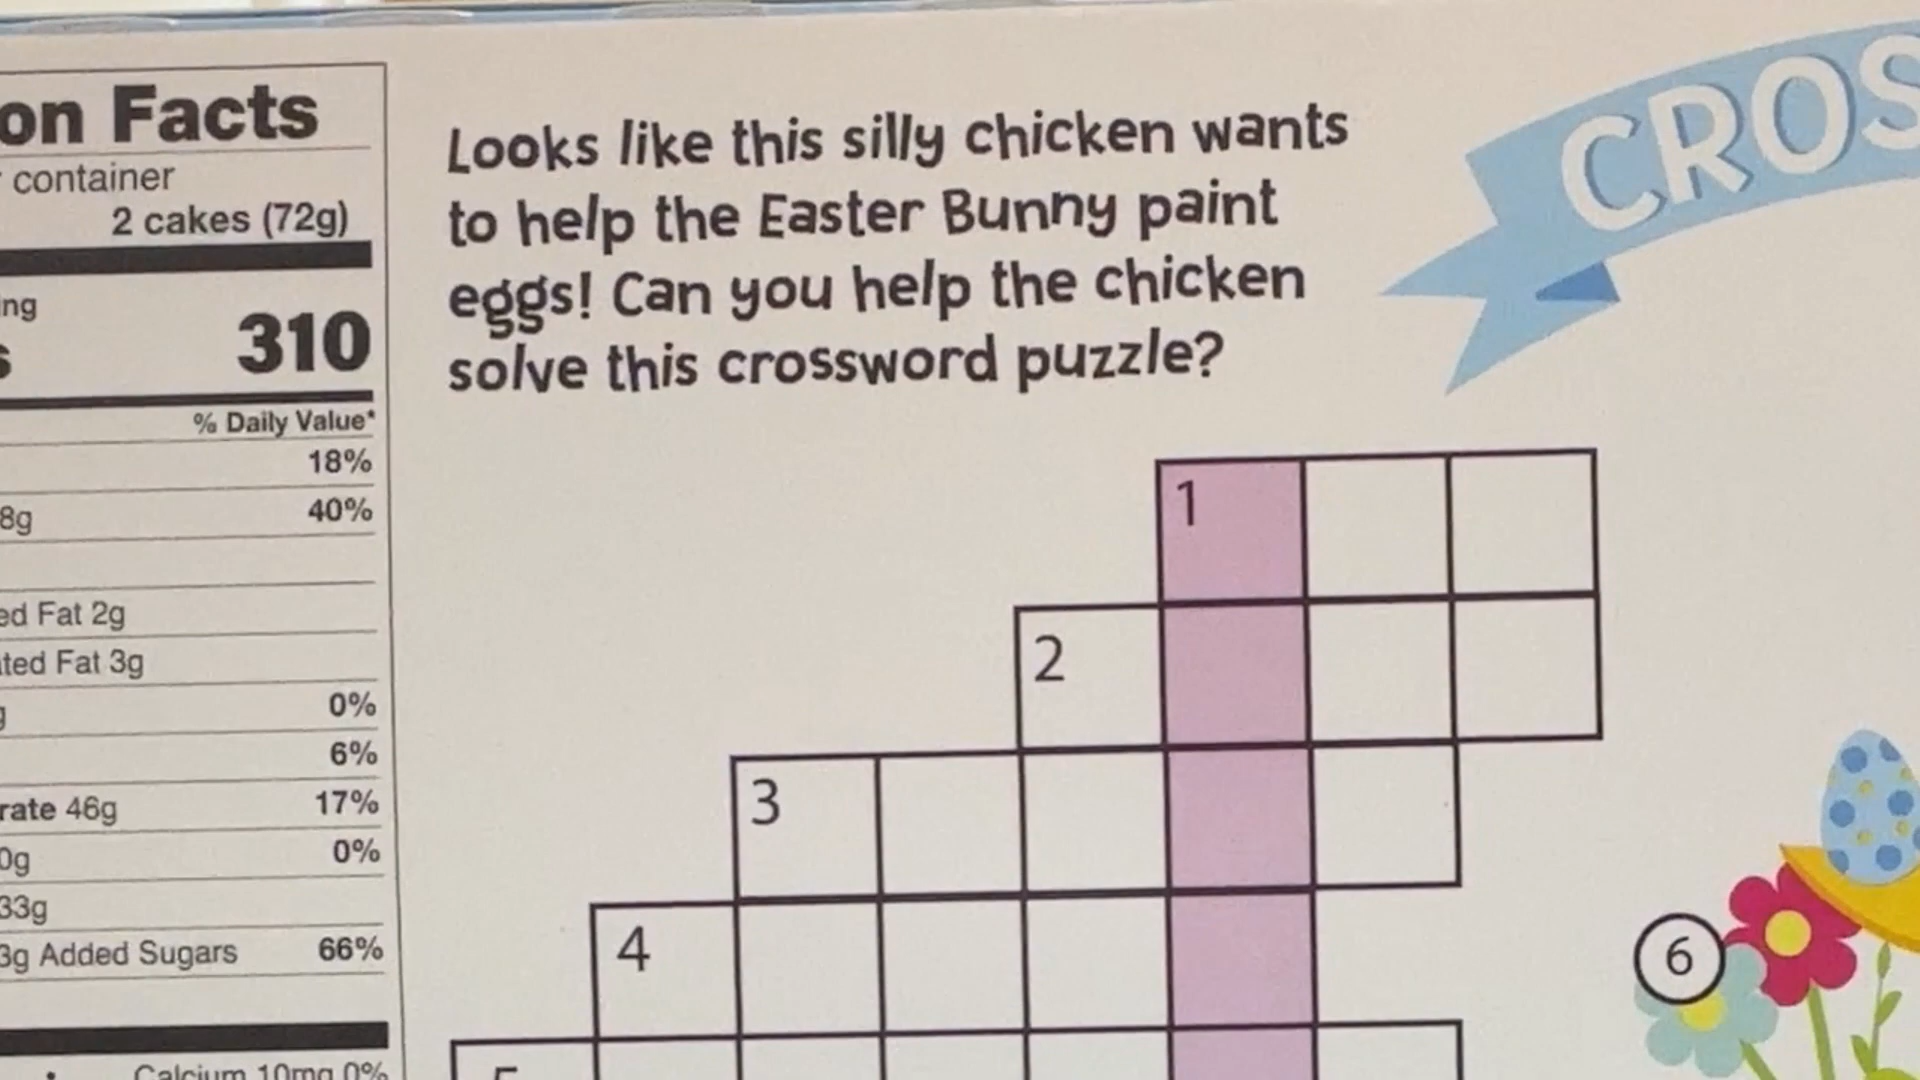 on Facts
container
2 cakes (72g)
ing
s 310
% Daily Value*
18%
8g 40%
ed Fat 2g
ated Fat 3g
g 0%
6%
rate 46g 17%
0g 0%
33g
3g Added Sugars 66%
Calcium 10mg 0%
Looks like this silly chicken wants
to help the Easter Bunny paint
eggs! Can you help the chicken
solve this crossword puzzle?
CROS
1
2
3
4
5
6